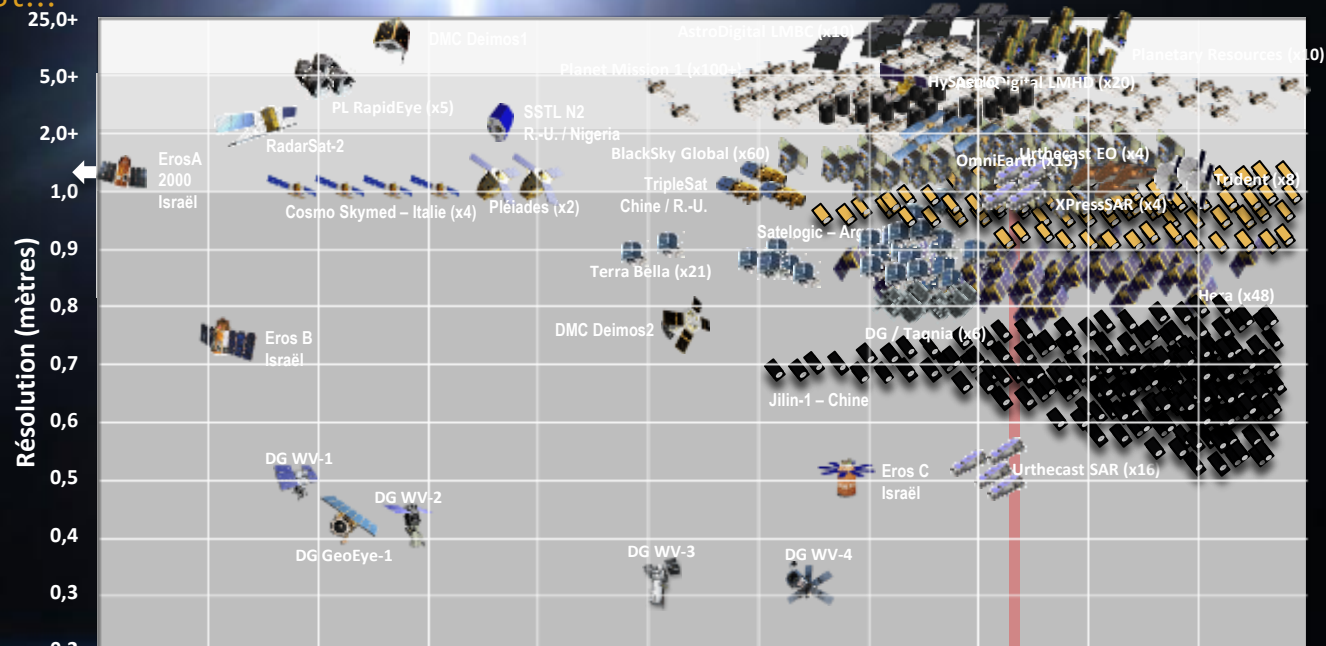 25,0+
AstroDigital LMBC (x10)
DMC Deimos1
Planetary Resources (x10)
Planet Mission 1 (x100+)
5,0+
PL RapidEye (x5)
SSTL N2
R.-U. / Nigeria
2,0+
RadarSat-2
BlackSky Global (x60)
Urthecast EO (x4)
ErosA
2000
Israël
TripleSat
Chine / R.-U.
Trident (x8)
1,0
Cosmo Skymed – Italie (x4)
Pléiades (x2)
XPressSAR (x4)
Satelogic –
0,9
Terra Bella (x21)
Résolution (mètres)
0,8
Hera (x48)
DMC Deimos2
DG / Taqnia (x6)
Eros B
Israël
0,7
Jilin-1 – Chine
0,6
DG WV-1
0,5
Eros C
Israël
Urthecast SAR (x16)
DG WV-2
0,4
DG GeoEye-1
DG WV-3
DG WV-4
0,3